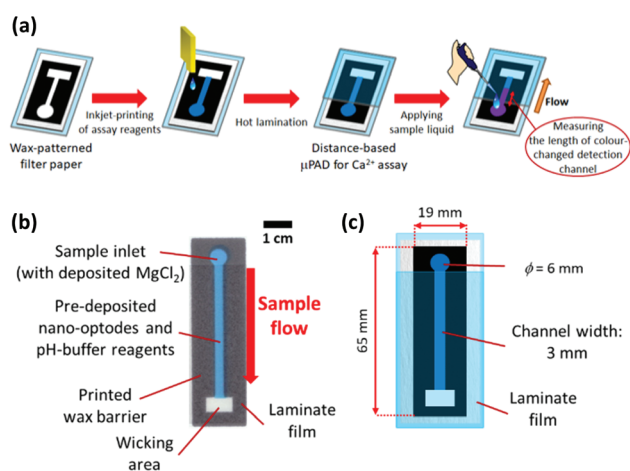 (a)
Wax-patterned
filter paper
Inkjet-printing
of assay reagents
Hot lamination
Distance-based
μPAD for Ca²⁺ assay
Applying
sample liquid
Flow
Measuring
the length of colour-
changed detection
channel
(b)
1 cm
Sample inlet
(with deposited MgCl₂)
Pre-deposited
nano-optodes and
pH-buffer reagents
Sample
flow
Printed
wax barrier
Wicking
area
Laminate
film
(c)
19 mm
65 mm
ϕ = 6 mm
Channel width:
3 mm
Laminate
film